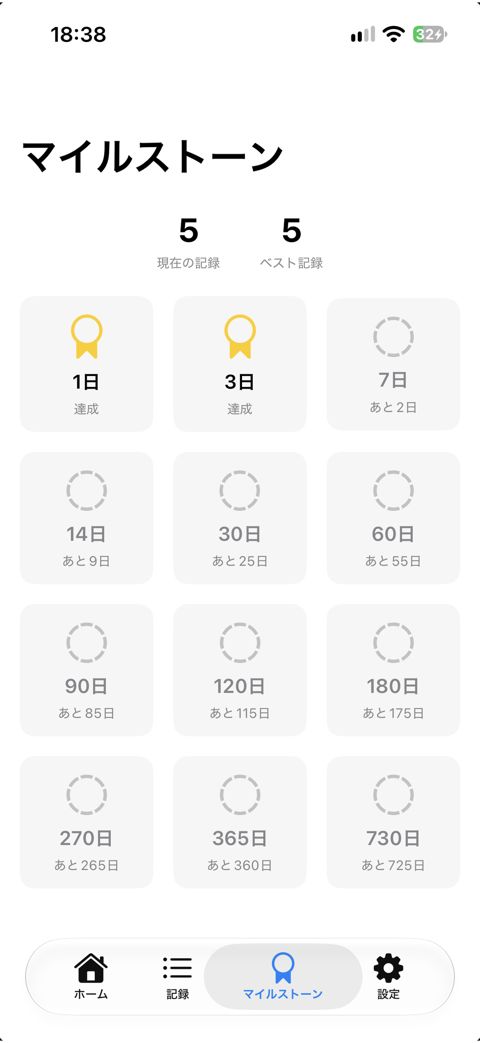 18:38
32
マイルストーン
5 5
現在の記録 ベスト記録
1日 3日 7日
達成 達成 あと2日
14日 30日 60日
あと9日 あと25日 あと55日
90日 120日 180日
あと85日 あと115日 あと175日
270日 365日 730日
あと265日 あと360日 あと725日
ホーム 記録 マイルストーン 設定